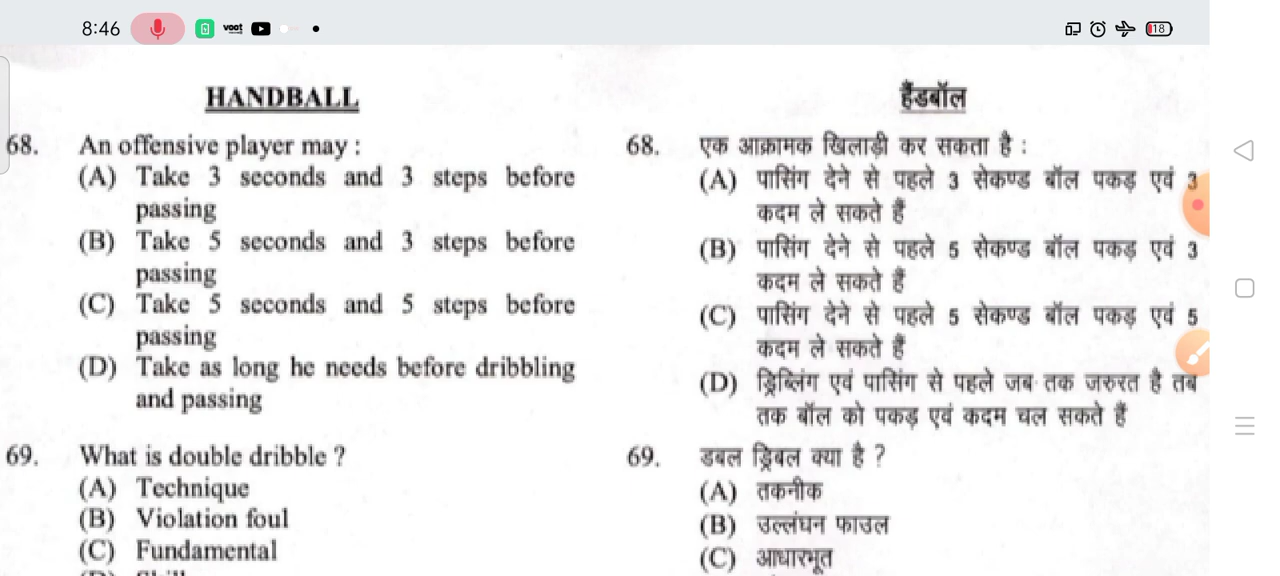 8:46
voot
18
HANDBALL
68. An offensive player may :
(A) Take 3 seconds and 3 steps before
passing
(B) Take 5 seconds and 3 steps before
passing
(C) Take 5 seconds and 5 steps before
passing
(D) Take as long he needs before dribbling
and passing
69. What is double dribble ?
(A) Technique
(B) Violation foul
(C) Fundamental
हैंडबॉल
68. एक आक्रामक खिलाड़ी कर सकता है :
(A) पासिंग देने से पहले 3 सेकण्ड बॉल पकड़ एवं 3
कदम ले सकते हैं
(B) पासिंग देने से पहले 5 सेकण्ड बॉल पकड़ एवं 3
कदम ले सकते हैं
(C) पासिंग देने से पहले 5 सेकण्ड बॉल पकड़ एवं 5
कदम ले सकते हैं
(D) ड्रिब्लिंग एवं पासिंग से पहले जब तक जरुरत है तब
तक बॉल को पकड़ एवं कदम चल सकते हैं
69. डबल ड्रिबल क्या है ?
(A) तकनीक
(B) उल्लंघन फाउल
(C) आधारभूत